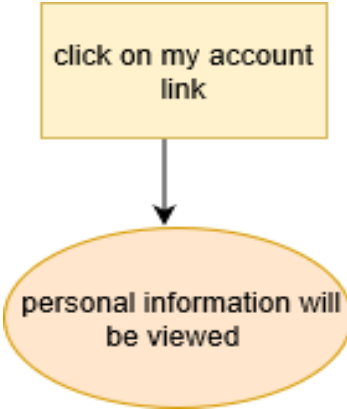 click on my account
link
personal information will
be viewed